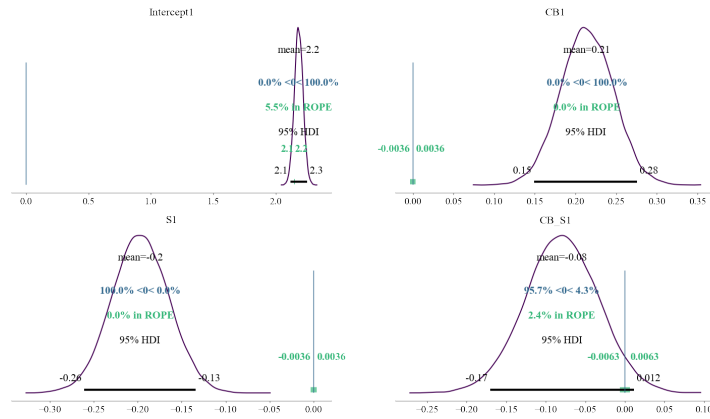 Intercept1
mean=2.2
0.0% <0< 100.0%
5.5% in ROPE
95% HDI
2.1 2.2
2.1 2.3
0.0 0.5 1.0 1.5 2.0
CB1
mean=0.21
0.0% <0< 100.0%
0.0% in ROPE
95% HDI
-0.0036 0.0036
0.15 0.28
0.00 0.05 0.10 0.15 0.20 0.25 0.30 0.35
S1
mean=-0.2
100.0% <0< 0.0%
0.0% in ROPE
95% HDI
-0.0036 0.0036
-0.26 -0.13
-0.30 -0.25 -0.20 -0.15 -0.10 -0.05 0.00
CB_S1
mean=-0.08
95.7% <0< 4.3%
2.4% in ROPE
95% HDI
-0.0063 0.0063
-0.17 0.012
-0.25 -0.20 -0.15 -0.10 -0.05 0.00 0.05 0.10